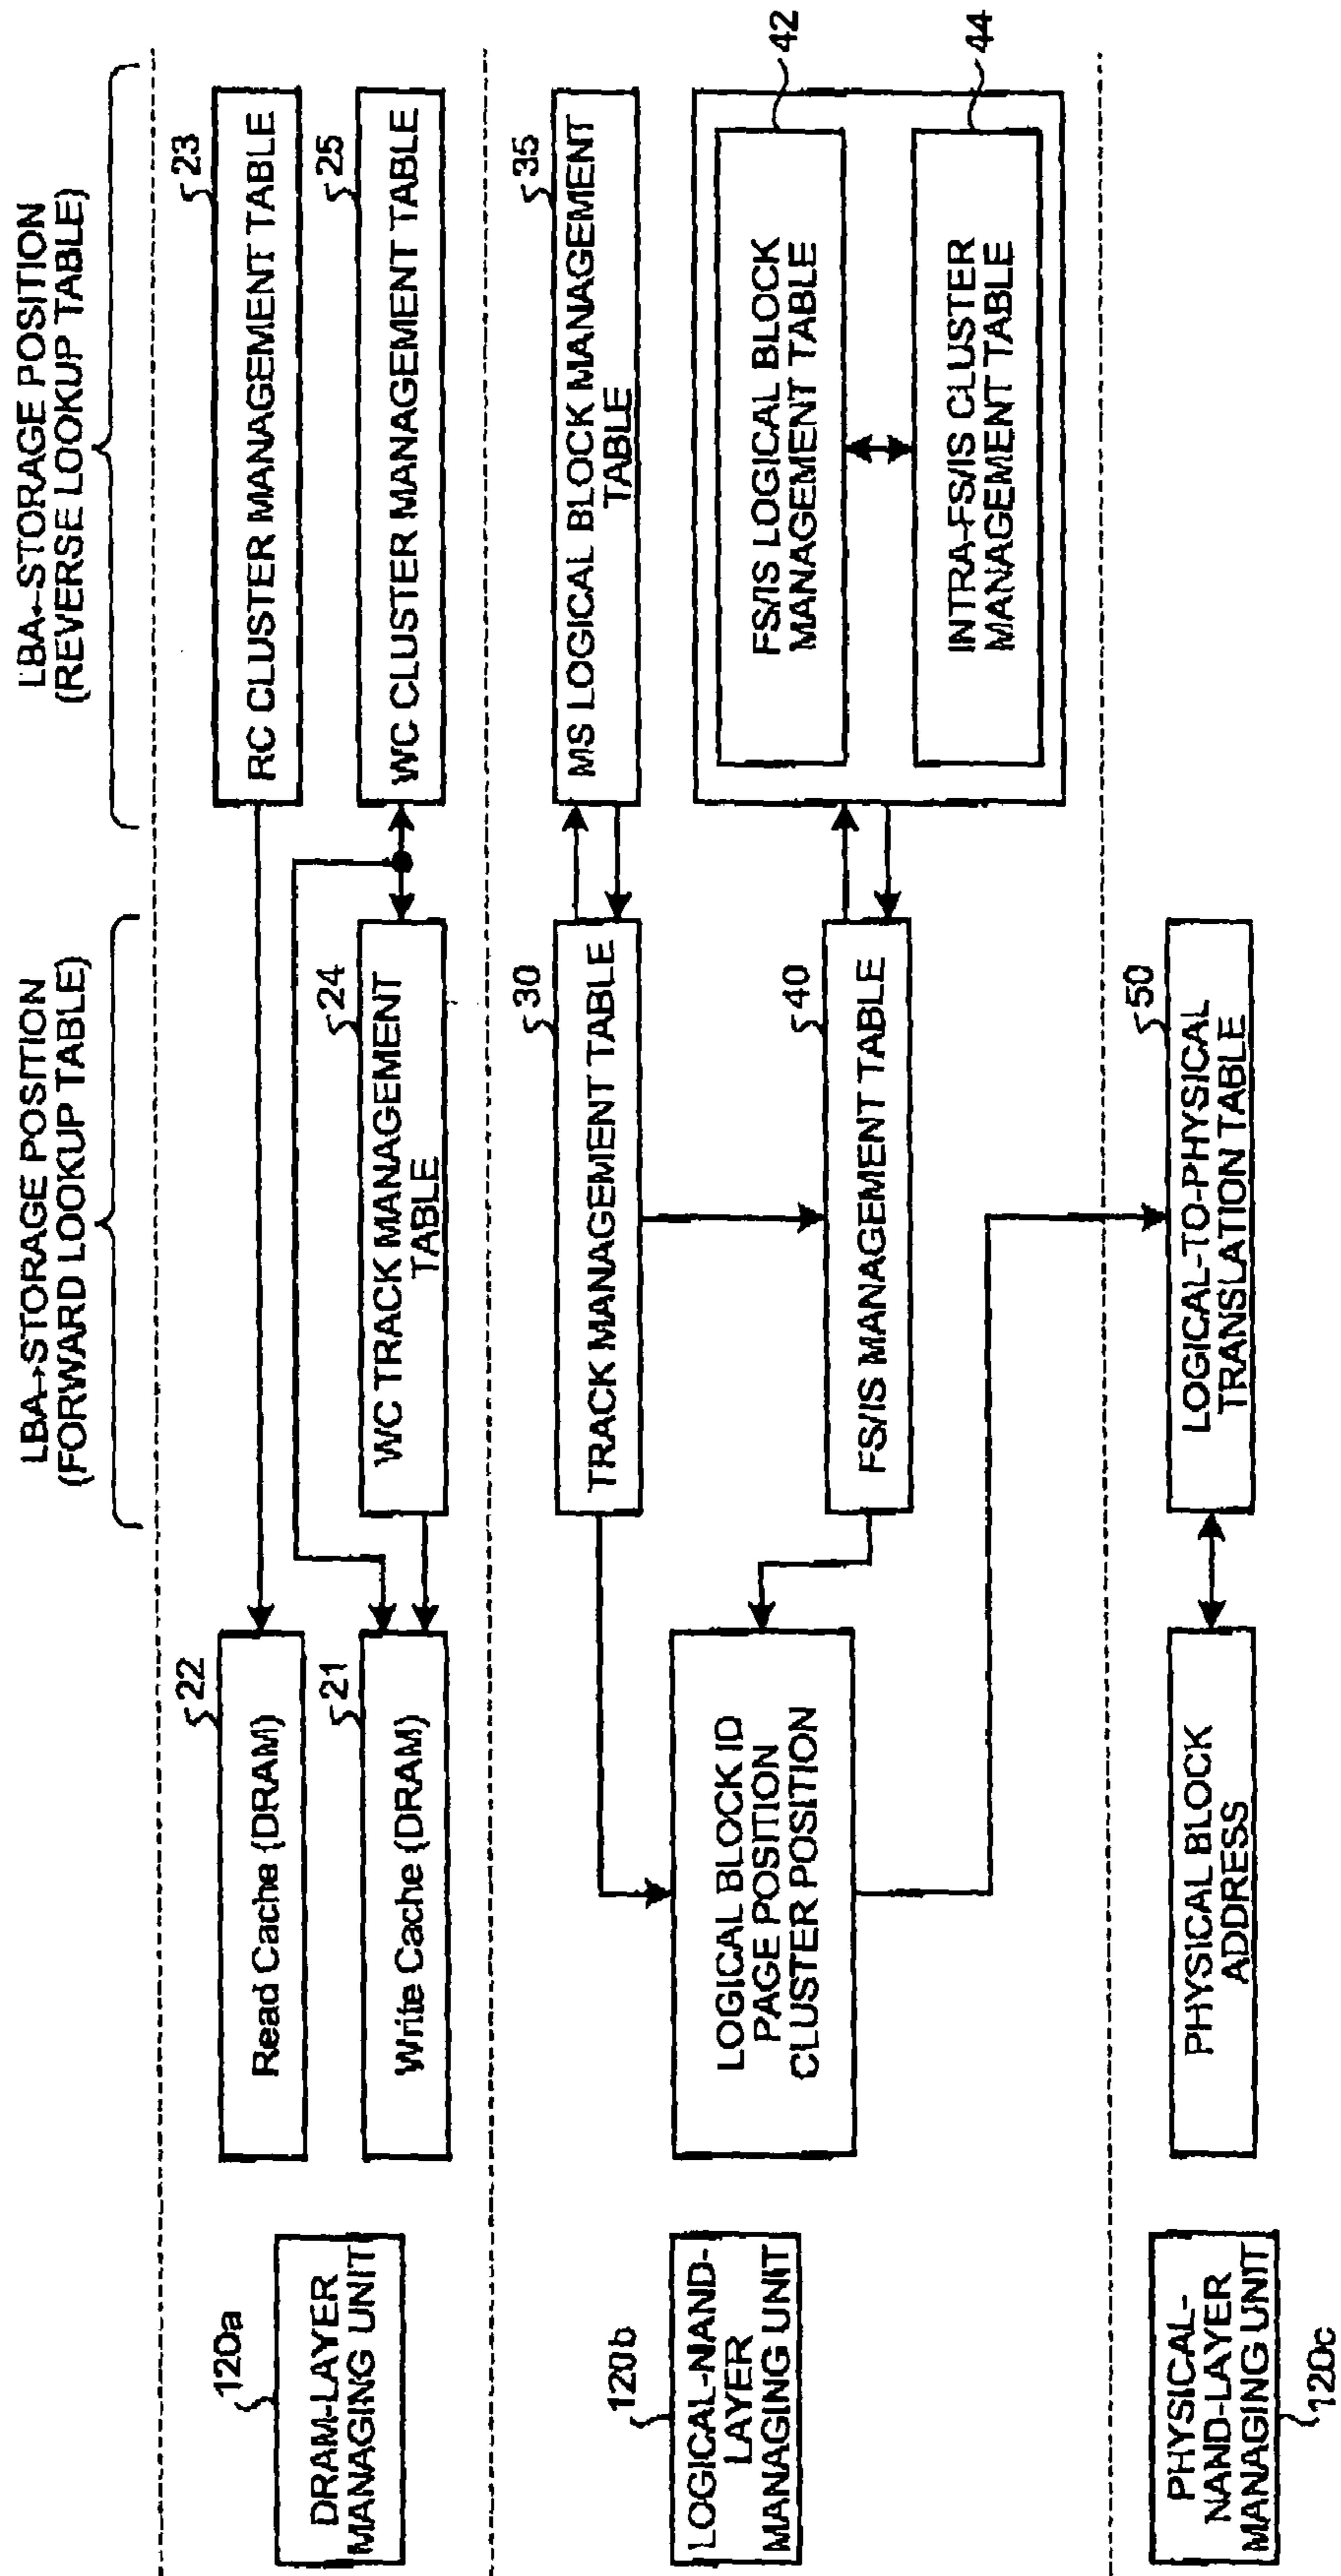 LBA→STORAGE POSITION
(FORWARD LOOKUP TABLE)
LBA←STORAGE POSITION
(REVERSE LOOKUP TABLE)
120a
DRAM-LAYER
MANAGING UNIT
22
Read Cache (DRAM)
21
Write Cache (DRAM)
24
WC TRACK MANAGEMENT
TABLE
23
RC CLUSTER MANAGEMENT TABLE
25
WC CLUSTER MANAGEMENT TABLE
120b
LOGICAL-NAND-
LAYER
MANAGING UNIT
LOGICAL BLOCK ID
PAGE POSITION
CLUSTER POSITION
30
TRACK MANAGEMENT TABLE
40
FS/IS MANAGEMENT TABLE
35
MS LOGICAL BLOCK MANAGEMENT
TABLE
42
FS/IS LOGICAL BLOCK
MANAGEMENT TABLE
44
INTRA-FS/IS CLUSTER
MANAGEMENT TABLE
PHYSICAL-
NAND-LAYER
MANAGING UNIT
120c
PHYSICAL BLOCK
ADDRESS
50
LOGICAL-TO-PHYSICAL
TRANSLATION TABLE